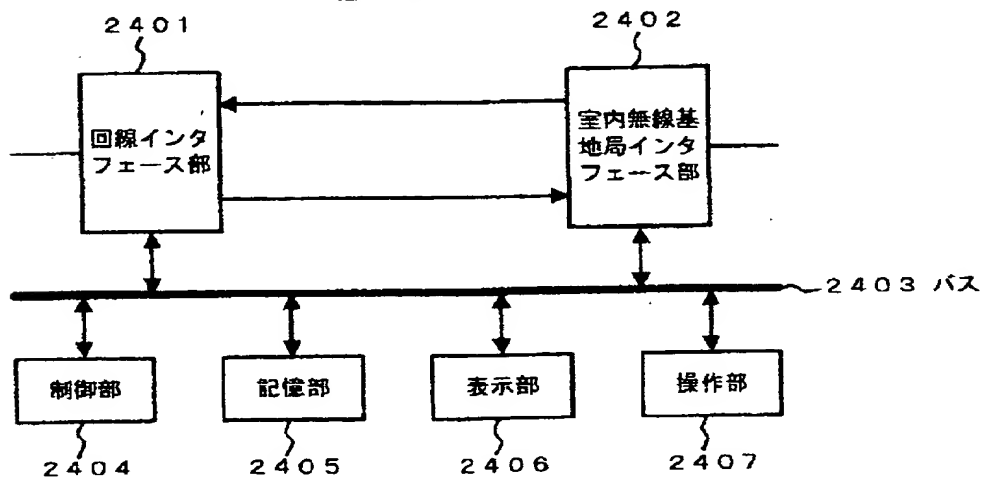 2401
2402
回線インタ
フェース部
室内無線基
地局インタ
フェース部
2403 バス
制御部
記憶部
表示部
操作部
2404
2405
2406
2407